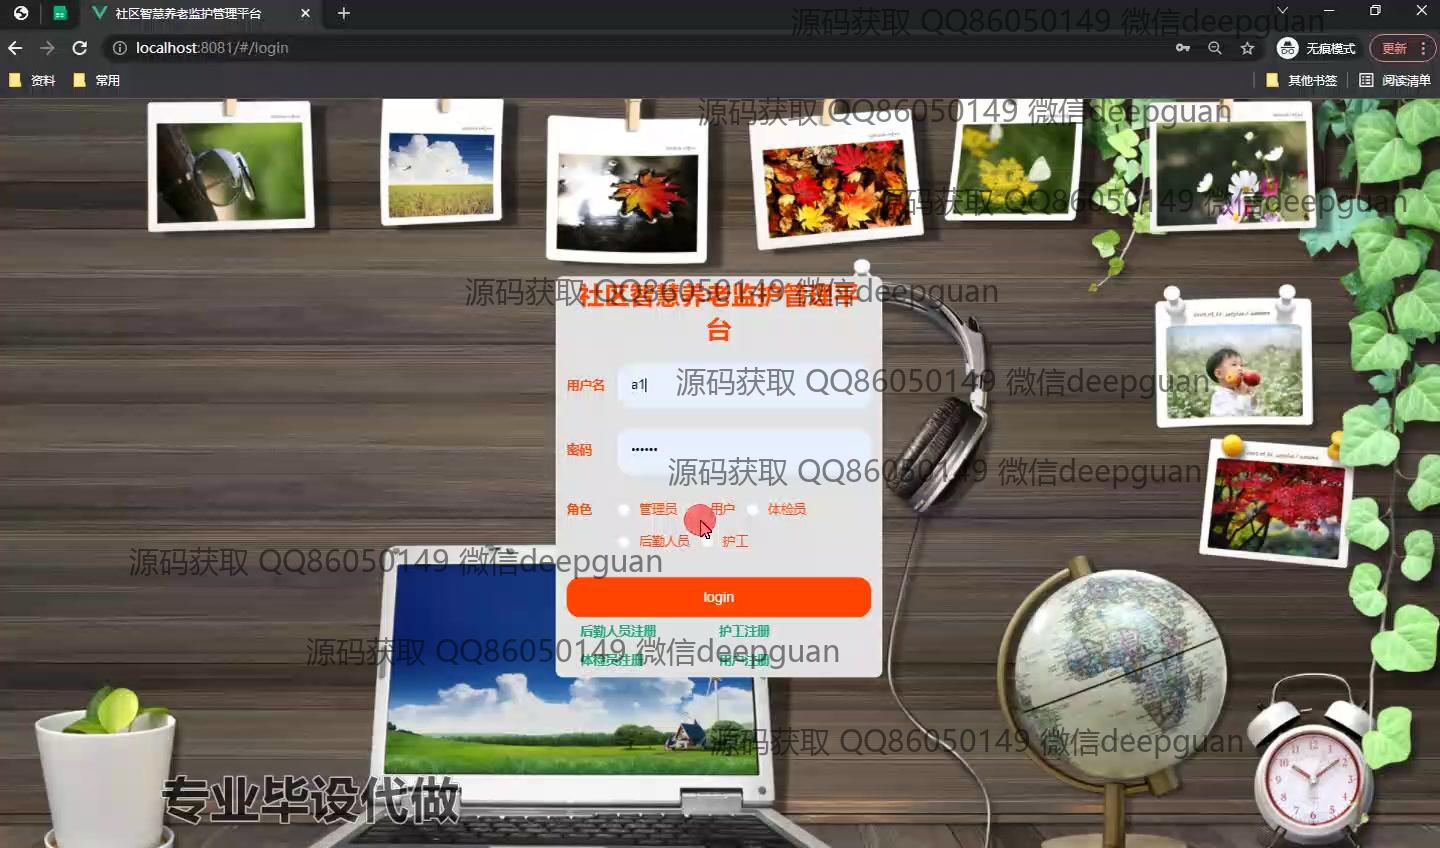 社区智慧养老监护管理平台
localhost:8081/#/login
无痕模式
更新
资料
常用
其他书签
阅读清单
源码获取 QQ86050149 微信deepguan
源码获取 QQ86050149 微信deepguan
源码获取 QQ86050149 微信deepguan
源码获取 QQ86050149 微信deepguan
社区智慧养老监护管理平
台
用户名
a1
源码获取 QQ86050149 微信deepguan
密码
••••••
源码获取 QQ86050149 微信deepguan
角色
管理员
用户
体检员
后勤人员
护工
源码获取 QQ86050149 微信deepguan
login
后勤人员注册
护工注册
体检员注册
用户注册
源码获取 QQ86050149 微信deepguan
源码获取 QQ86050149 微信deepguan
专业毕设代做